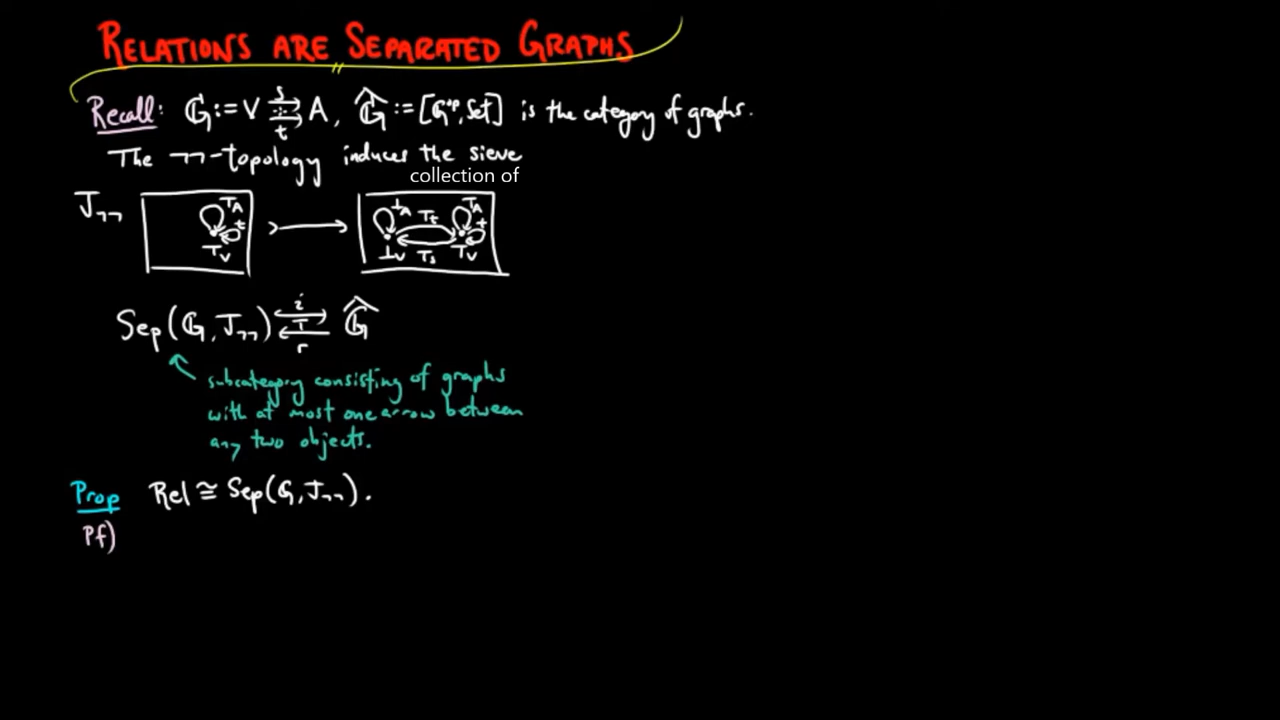 RELATIONS ARE SEPARATED GRAPHS
Recall: 𝔾 := V ⇉ A, 𝔾̂ := [𝔾ᵒᵖ, Set] is the category of graphs.
s
t
The ¬¬-topology induces the sieve
collection of
J¬¬
⊤A t ⊤V
⊥A ⊤t ⊤A t
⊥V ⊤s ⊤V
Sep(𝔾, J¬¬) ⇄ 𝔾̂
i
⊤
r
subcategory consisting of graphs
with at most one arrow between
any two objects.
Prop Rel ≅ Sep(𝔾, J¬¬).
Pf)